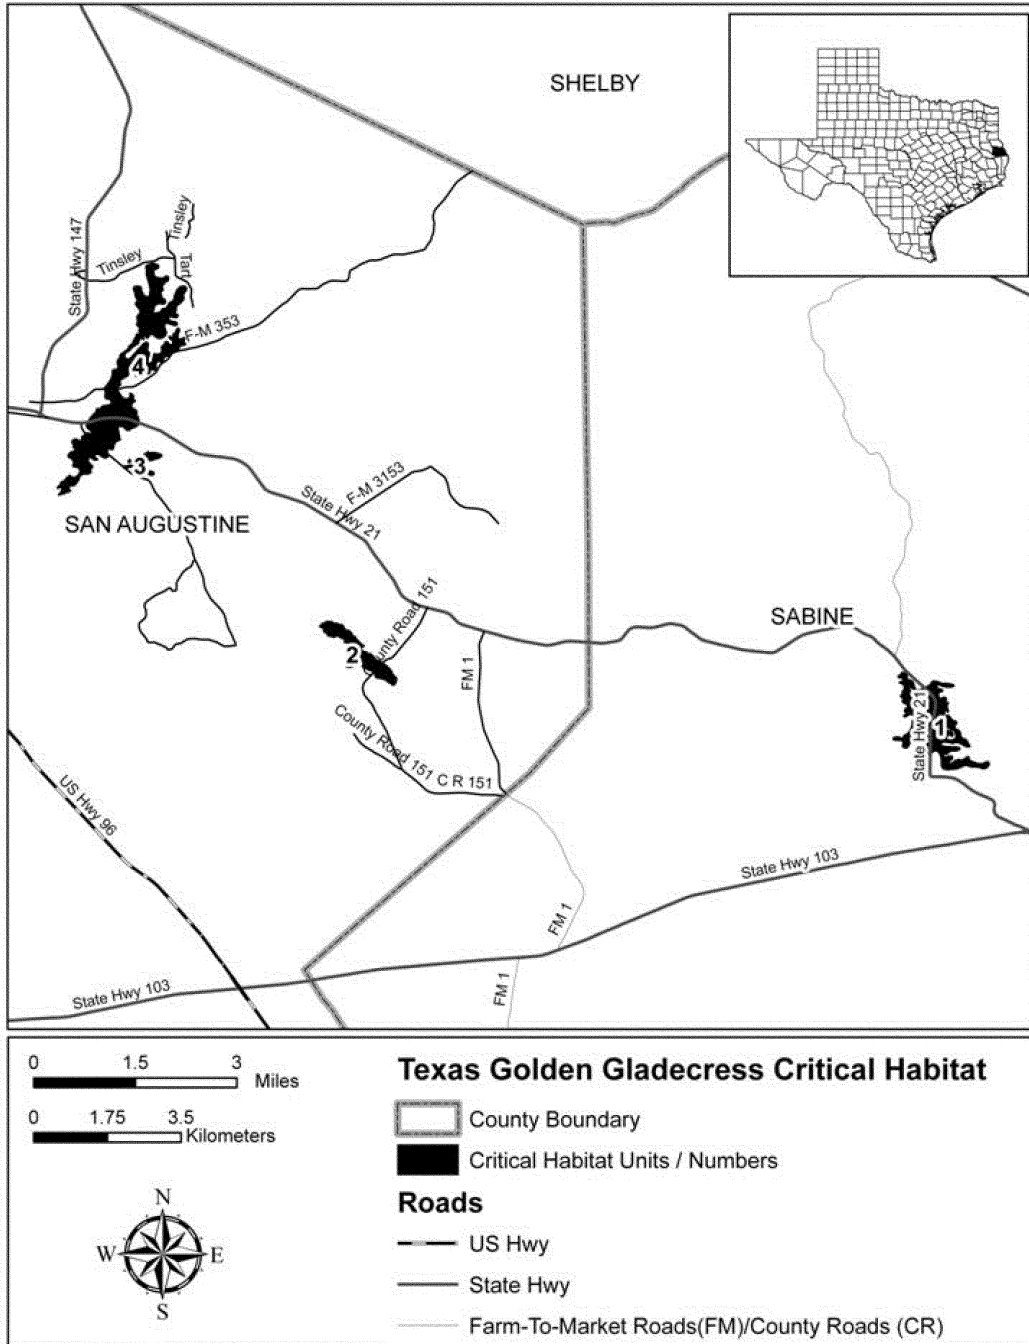 SHELBY
State Hwy 147
Tinsley
Tinsley
Tart
F-M 353
4
3
SAN AUGUSTINE
State Hwy 21
F-M 3153
SABINE
2
ounty Road 151
FM 1
County Road 151
C R 151
State Hwy 21
1
US Hwy 96
State Hwy 103
FM 1
FM 1
State Hwy 103
0 1.5 3
Miles
0 1.75 3.5
Kilometers
N
W E
S
Texas Golden Gladecress Critical Habitat
County Boundary
Critical Habitat Units / Numbers
Roads
US Hwy
State Hwy
Farm-To-Market Roads(FM)/County Roads (CR)